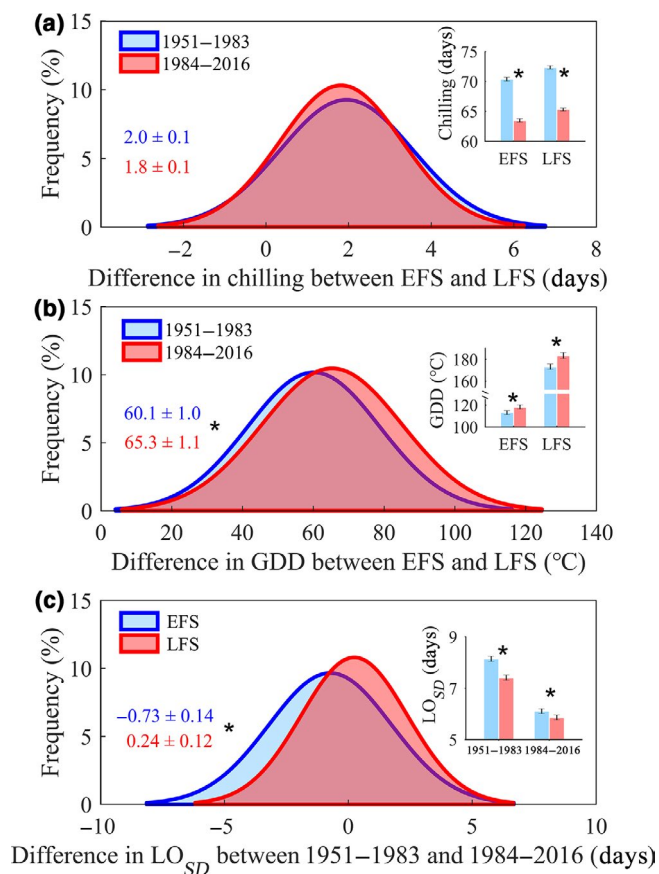 (a)
15
10
5
0
Frequency (%)
1951–1983
1984–2016
2.0 ± 0.1
1.8 ± 0.1
75
70
65
60
Chilling (days)
*
*
EFS LFS
−2 0 2 4 6 8
Difference in chilling between EFS and LFS (days)
(b)
15
10
5
0
Frequency (%)
1951–1983
1984–2016
60.1 ± 1.0
65.3 ± 1.1
*
180
160
120
100
GDD (°C)
*
*
EFS LFS
0 20 40 60 80 100 120 140
Difference in GDD between EFS and LFS (°C)
(c)
15
10
5
0
Frequency (%)
EFS
LFS
−0.73 ± 0.14
0.24 ± 0.12
*
9
7
5
LO_SD (days)
*
*
1951−1983 1984−2016
−10 −5 0 5 10
Difference in LO_SD between 1951−1983 and 1984−2016 (days)